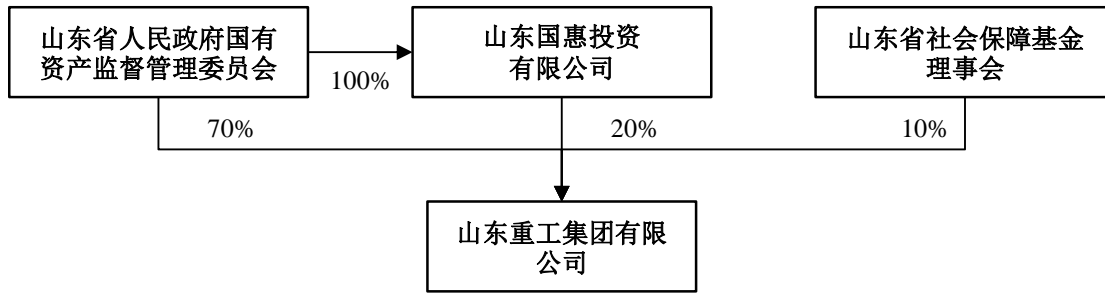 山东省人民政府国有
资产监督管理委员会
山东国惠投资
有限公司
山东省社会保障基金
理事会
100%
70%
20%
10%
山东重工集团有限
公司